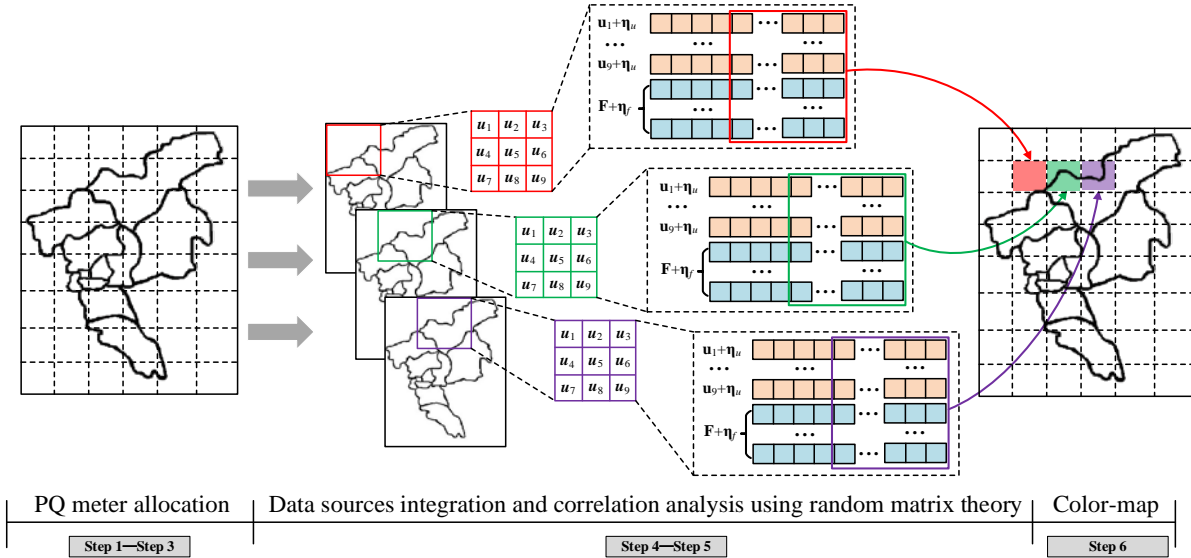 u₁+ηᵤ
...
u₉+ηᵤ
F+η_f
... ... ... ...
u₁ u₂ u₃
u₄ u₅ u₆
u₇ u₈ u₉
u₁+ηᵤ
...
u₉+ηᵤ
F+η_f
... ... ... ...
u₁ u₂ u₃
u₄ u₅ u₆
u₇ u₈ u₉
u₁+ηᵤ
...
u₉+ηᵤ
F+η_f
... ... ... ...
u₁ u₂ u₃
u₄ u₅ u₆
u₇ u₈ u₉
PQ meter allocation
Data sources integration and correlation analysis using random matrix theory
Color-map
Step 1—Step 3
Step 4—Step 5
Step 6